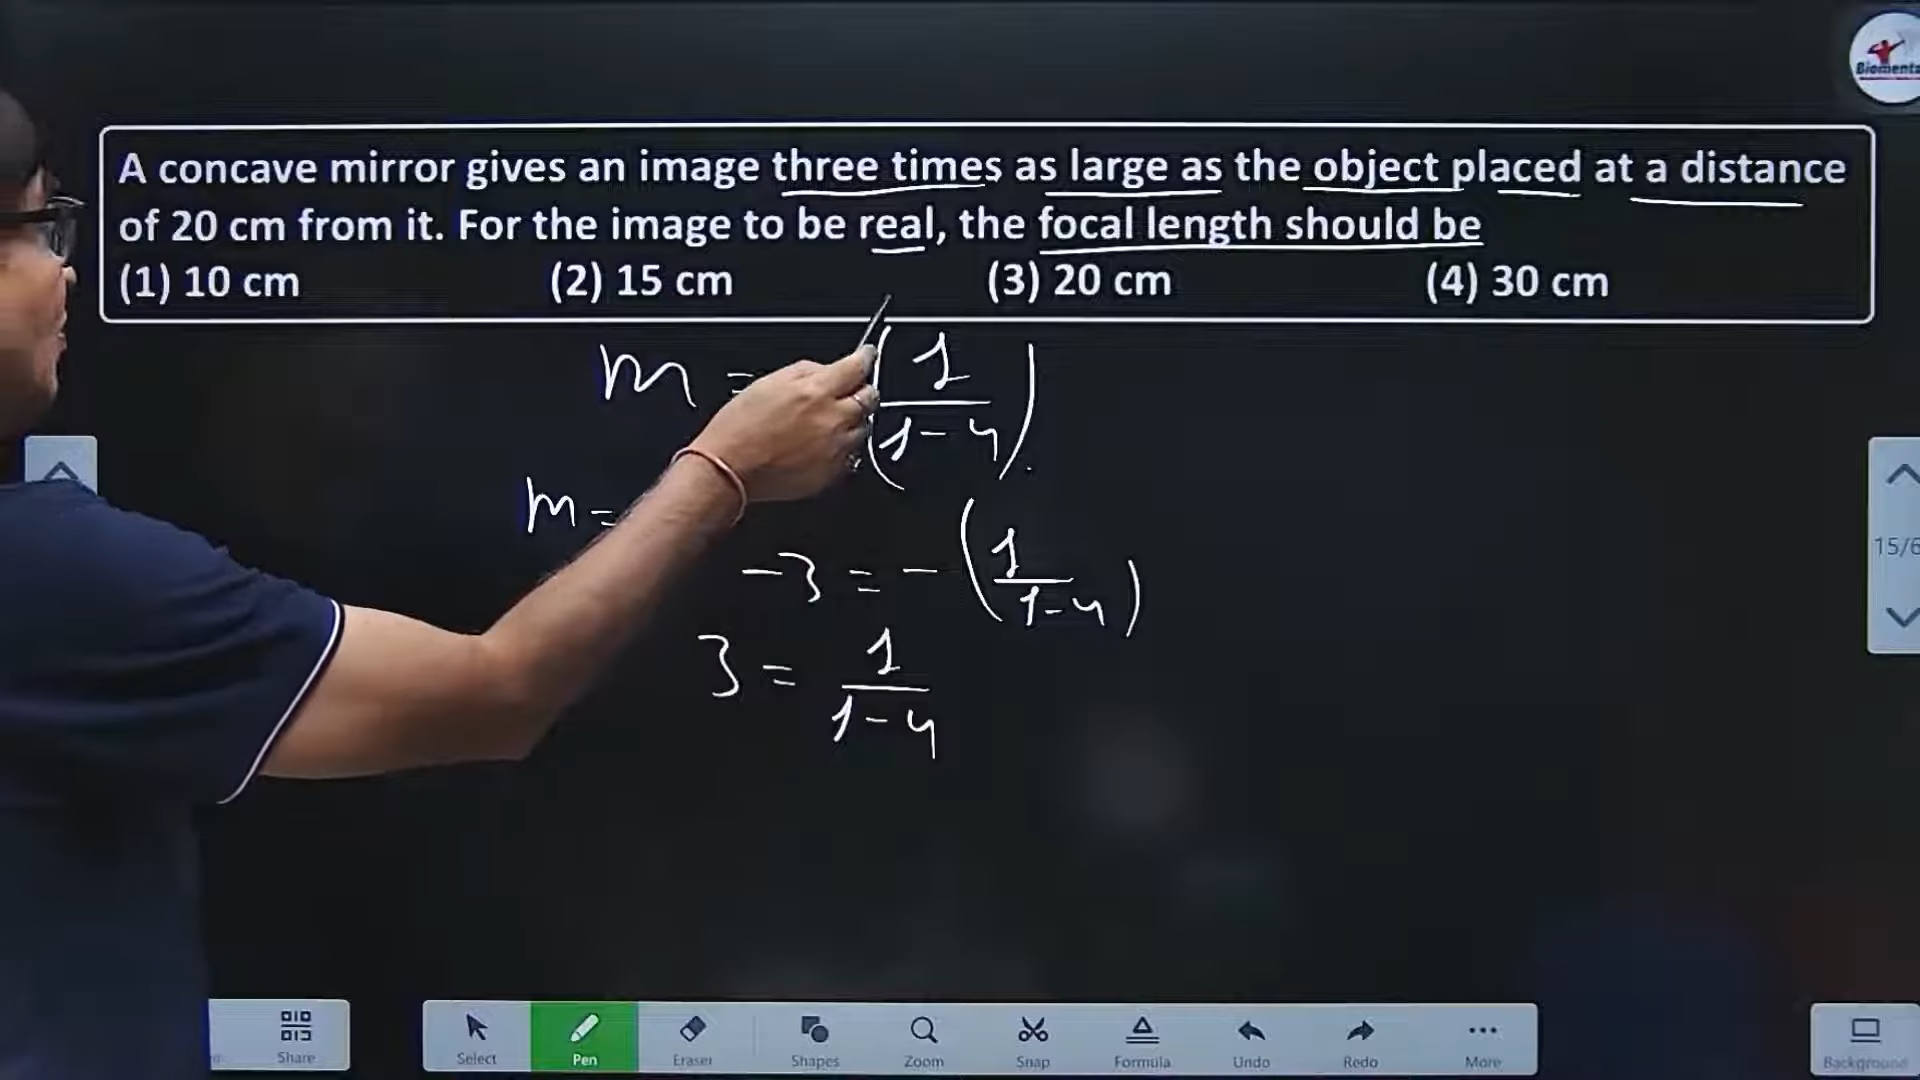 Biomenta
A concave mirror gives an image three times as large as the object placed at a distance
of 20 cm from it. For the image to be real, the focal length should be
(1) 10 cm (2) 15 cm (3) 20 cm (4) 30 cm
m = (1/1-4)
m =
-3 = - (1/1-4)
3 = 1/1-4
15/6
Share Select Pen Eraser Shapes Zoom Snap Formula Undo Redo More Background